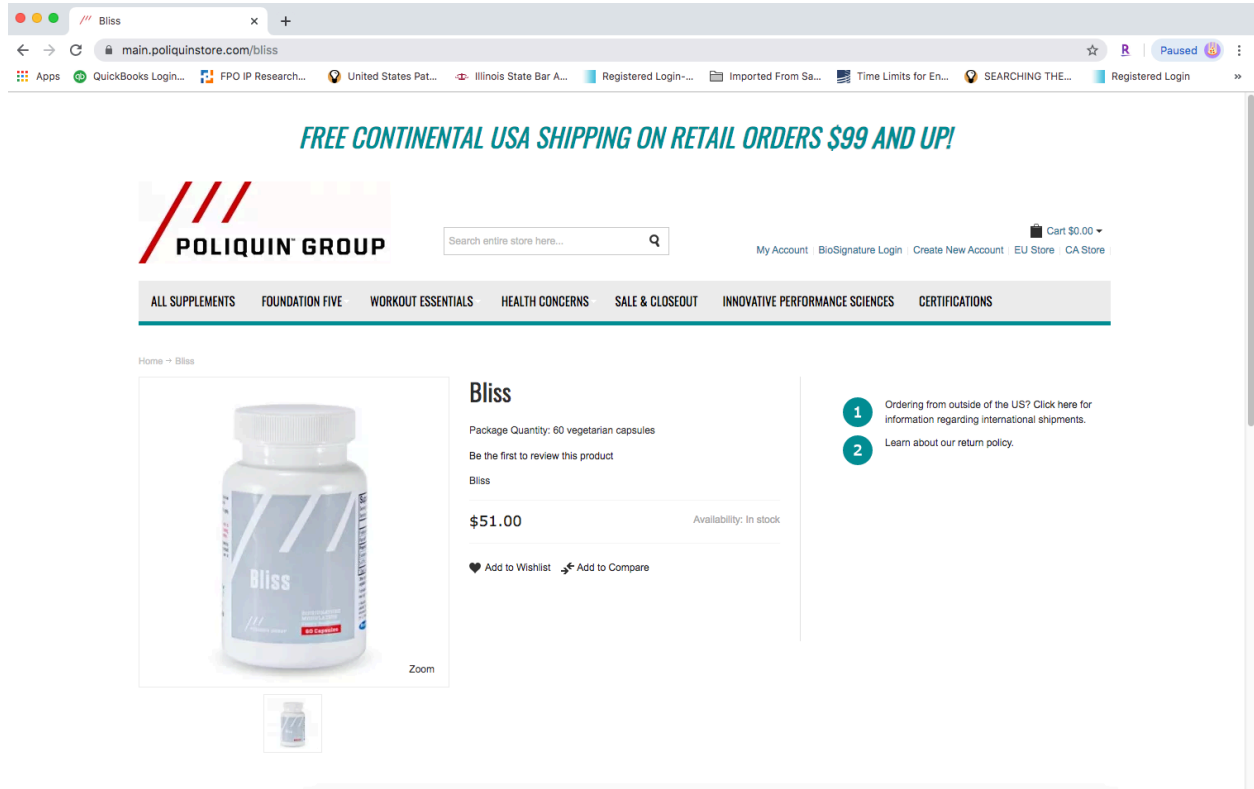 Bliss
main.poliquinstore.com/bliss
Paused
Apps
QuickBooks Login...
FPO IP Research...
United States Pat...
Illinois State Bar A...
Registered Login-...
Imported From Sa...
Time Limits for En...
SEARCHING THE...
Registered Login
FREE CONTINENTAL USA SHIPPING ON RETAIL ORDERS $99 AND UP!
POLIQUIN GROUP
Search entire store here...
Cart $0.00
My Account
BioSignature Login
Create New Account
EU Store
CA Store
ALL SUPPLEMENTS
FOUNDATION FIVE
WORKOUT ESSENTIALS
HEALTH CONCERNS
SALE & CLOSEOUT
INNOVATIVE PERFORMANCE SCIENCES
CERTIFICATIONS
Home → Bliss
Bliss
60 Capsules
Zoom
Bliss
Package Quantity: 60 vegetarian capsules
Be the first to review this product
Bliss
$51.00
Availability: In stock
Add to Wishlist
Add to Compare
1
Ordering from outside of the US? Click here for
information regarding international shipments.
2
Learn about our return policy.